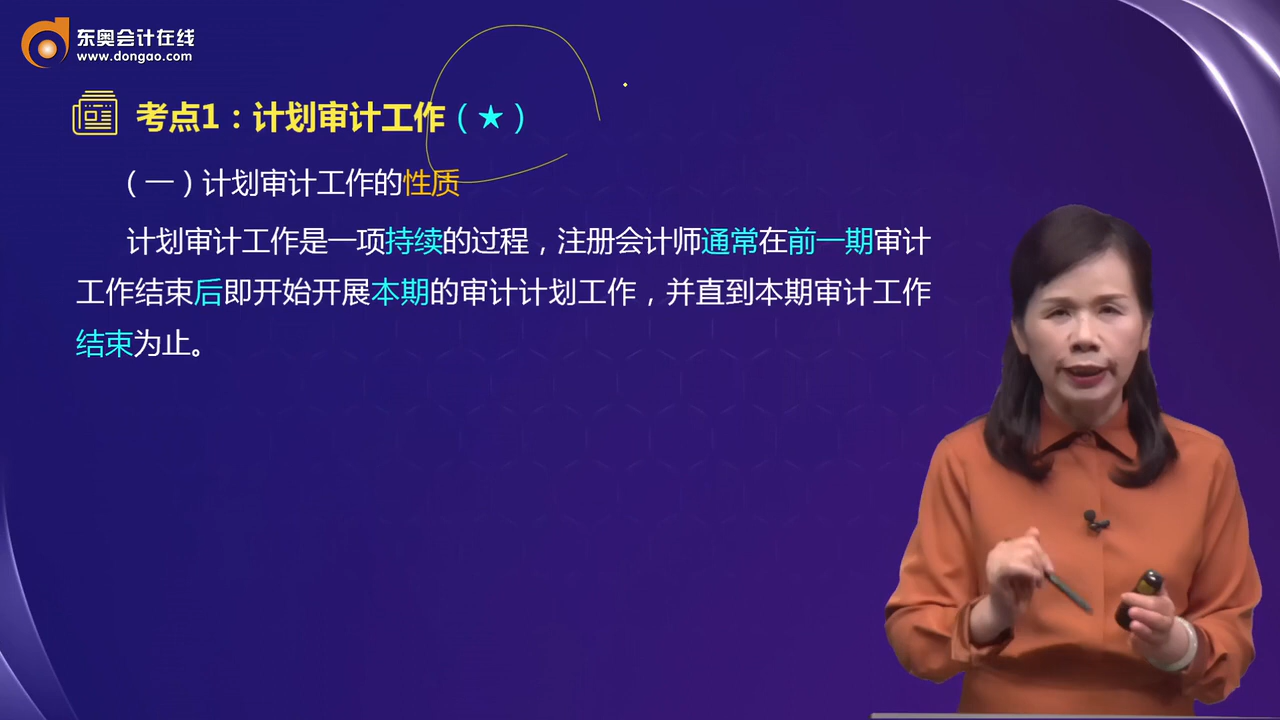 东奥会计在线
www.dongao.com
考点1：计划审计工作（★）
（一）计划审计工作的性质
计划审计工作是一项持续的过程，注册会计师通常在前一期审计
工作结束后即开始开展本期的审计计划工作，并直到本期审计工作
结束为止。